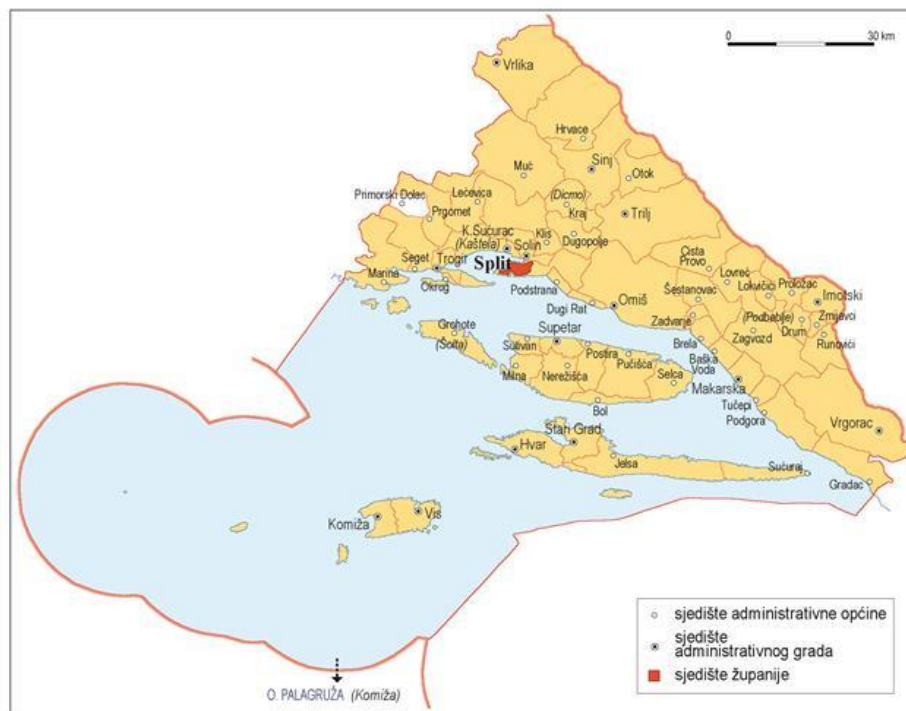 0 30 km
Vrlika
Hrvace
Sinj
Muč
Otok
Primorski Dolac
Lećevica
(Dicmo)
Kraj
Trilj
Prgomet
K.Sućurac
(Kaštela)
Klis
Solin
Dugopolje
Seget
Trogir
Split
Marina
Okrug
Podstrana
Cista
Provo
Lovreć
Lokvičići
Proložac
Imotski
Šestanovac
Dugi Rat
Omiš
Zadvarje
(Podbablje)
Drum
Zmijavci
Zagvozd
Runovići
Grohote
(Šolta)
Supetar
Sutivan
Postira
Pučišća
Brela
Baška
Voda
Milna
Nerežišća
Selca
Makarska
Tučepi
Podgora
Bol
Vrgorac
Stari Grad
Hvar
Jelsa
Sućuraj
Gradac
Komiža
Vis
sjedište administrativne općine
sjedište
administrativnog grada
sjedište županije
O. PALAGRUŽA (Komiža)